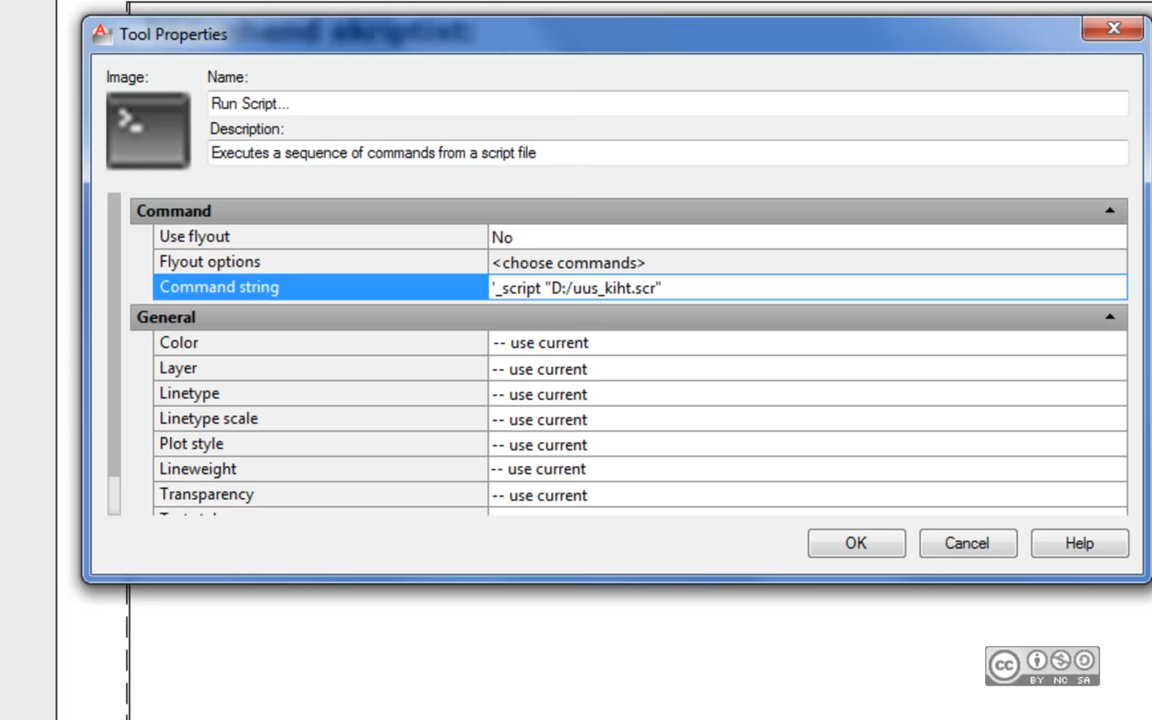 Tool Properties
Image:
Name:
Run Script...
Description:
Executes a sequence of commands from a script file
Command
Use flyout No
Flyout options <choose commands>
Command string '_script "D:/uus_kiht.scr"
General
Color -- use current
Layer -- use current
Linetype -- use current
Linetype scale -- use current
Plot style -- use current
Lineweight -- use current
Transparency -- use current
OK Cancel Help
cc BY NC SA